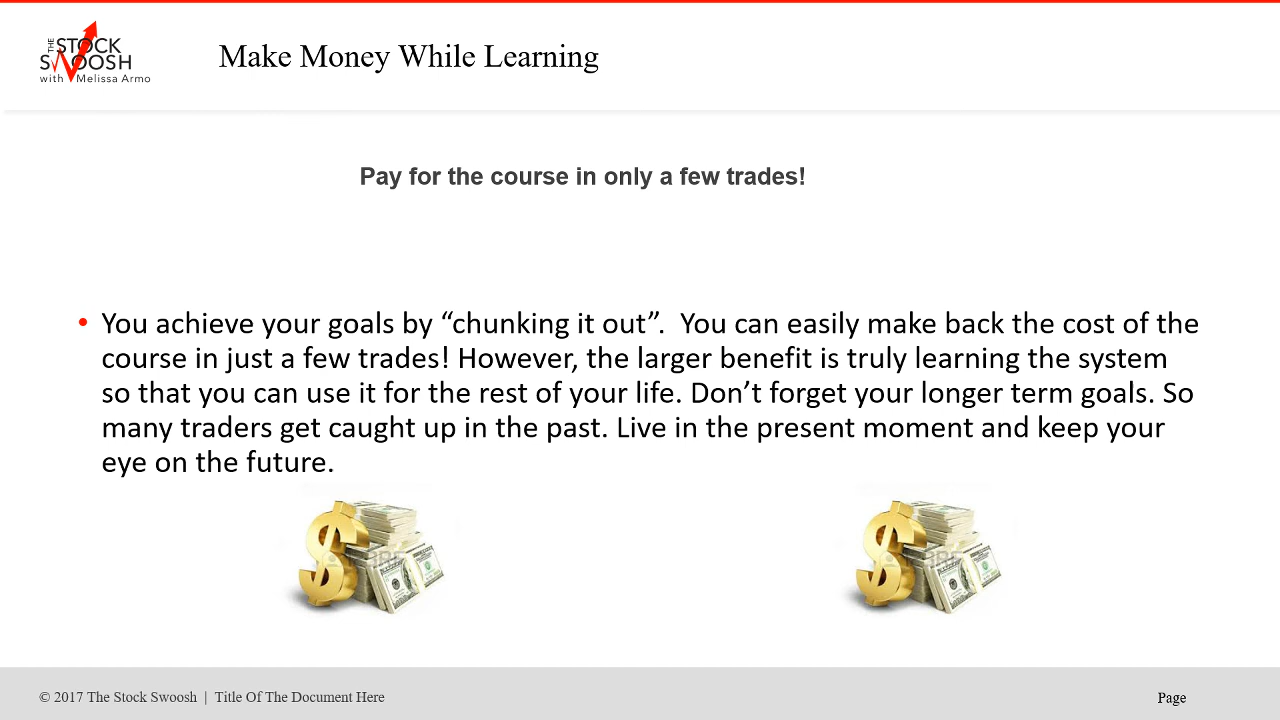 THE STOCK
SWOOSH
with Melissa Armo
Make Money While Learning
Pay for the course in only a few trades!
• You achieve your goals by “chunking it out”.  You can easily make back the cost of the
course in just a few trades! However, the larger benefit is truly learning the system
so that you can use it for the rest of your life. Don’t forget your longer term goals. So
many traders get caught up in the past. Live in the present moment and keep your
eye on the future.
© 2017 The Stock Swoosh | Title Of The Document Here
Page